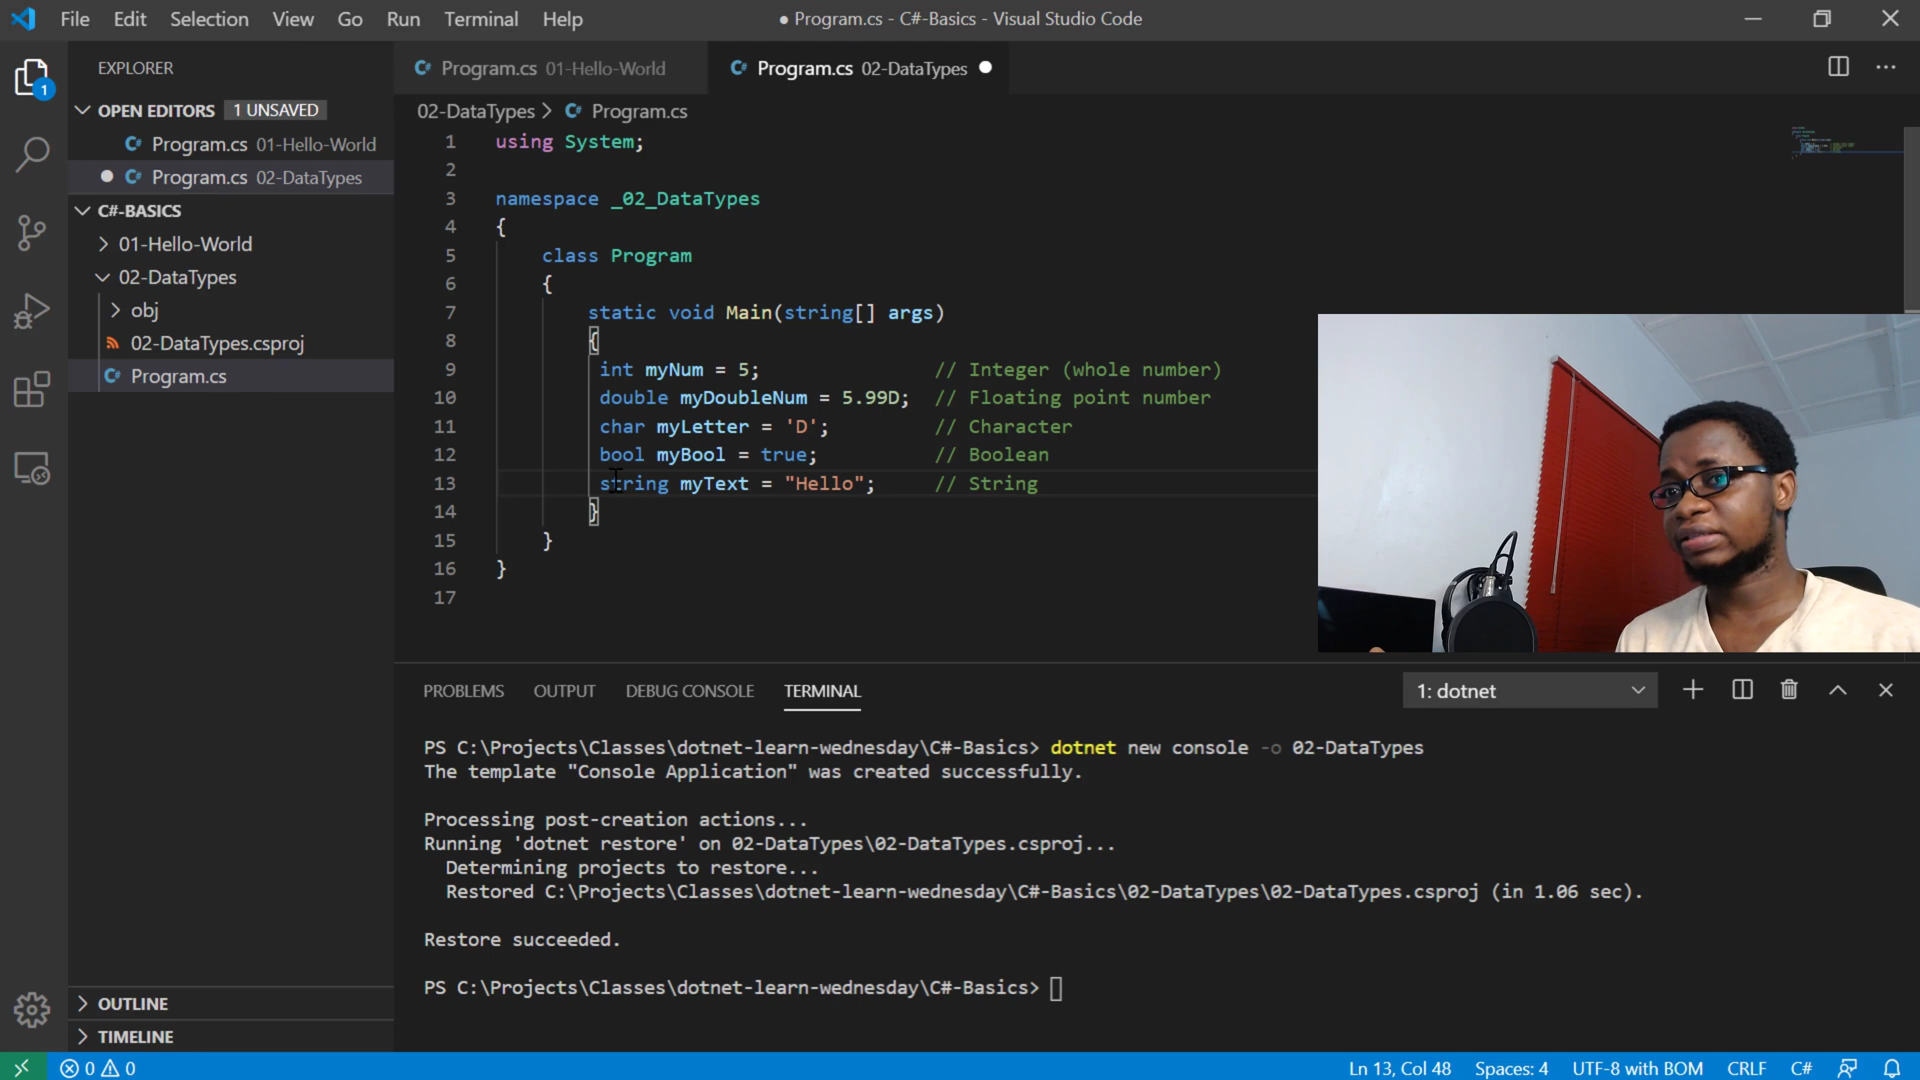 File Edit Selection View Go Run Terminal Help
● Program.cs - C#-Basics - Visual Studio Code
EXPLORER
OPEN EDITORS 1 UNSAVED
Program.cs 01-Hello-World
Program.cs 02-DataTypes
C#-BASICS
01-Hello-World
02-DataTypes
obj
02-DataTypes.csproj
Program.cs
OUTLINE
TIMELINE
1
Program.cs 01-Hello-World
Program.cs 02-DataTypes
02-DataTypes > Program.cs
1 using System;
2
3 namespace _02_DataTypes
4 {
5 class Program
6 {
7 static void Main(string[] args)
8 {
9 int myNum = 5; // Integer (whole number)
10 double myDoubleNum = 5.99D; // Floating point number
11 char myLetter = 'D'; // Character
12 bool myBool = true; // Boolean
13 string myText = "Hello"; // String
14 }
15 }
16 }
17
PROBLEMS OUTPUT DEBUG CONSOLE TERMINAL
1: dotnet
PS C:\Projects\Classes\dotnet-learn-wednesday\C#-Basics> dotnet new console -o 02-DataTypes
The template "Console Application" was created successfully.
Processing post-creation actions...
Running 'dotnet restore' on 02-DataTypes\02-DataTypes.csproj...
Determining projects to restore...
Restored C:\Projects\Classes\dotnet-learn-wednesday\C#-Basics\02-DataTypes\02-DataTypes.csproj (in 1.06 sec).
Restore succeeded.
PS C:\Projects\Classes\dotnet-learn-wednesday\C#-Basics>
0 0
Ln 13, Col 48 Spaces: 4 UTF-8 with BOM CRLF C#